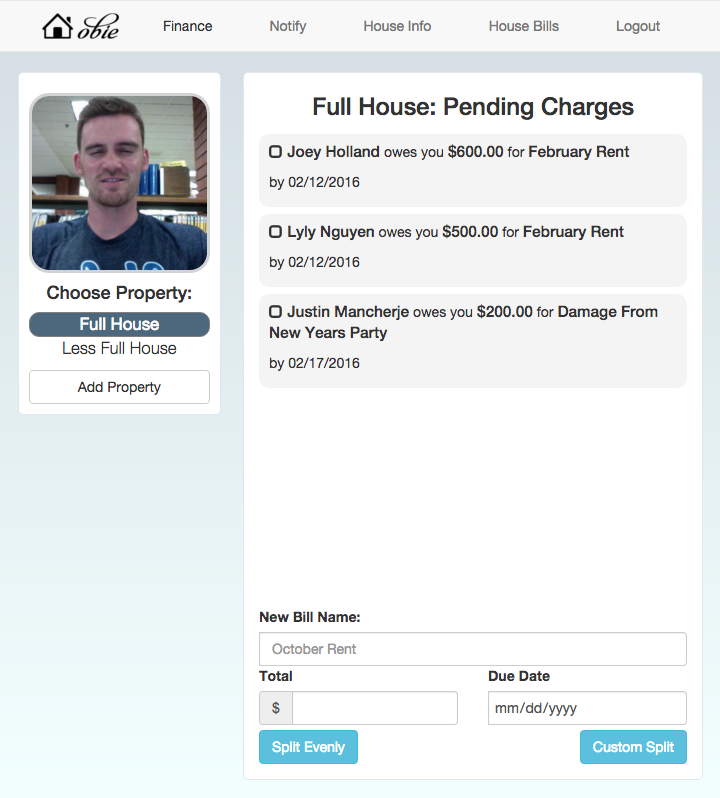 obie
Finance
Notify
House Info
House Bills
Logout
Choose Property:
Full House
Less Full House
Add Property
Full House: Pending Charges
Joey Holland owes you $600.00 for February Rent
by 02/12/2016
Lyly Nguyen owes you $500.00 for February Rent
by 02/12/2016
Justin Mancherje owes you $200.00 for Damage From
New Years Party
by 02/17/2016
New Bill Name:
October Rent
Total
Due Date
$
mm/dd/yyyy
Split Evenly
Custom Split